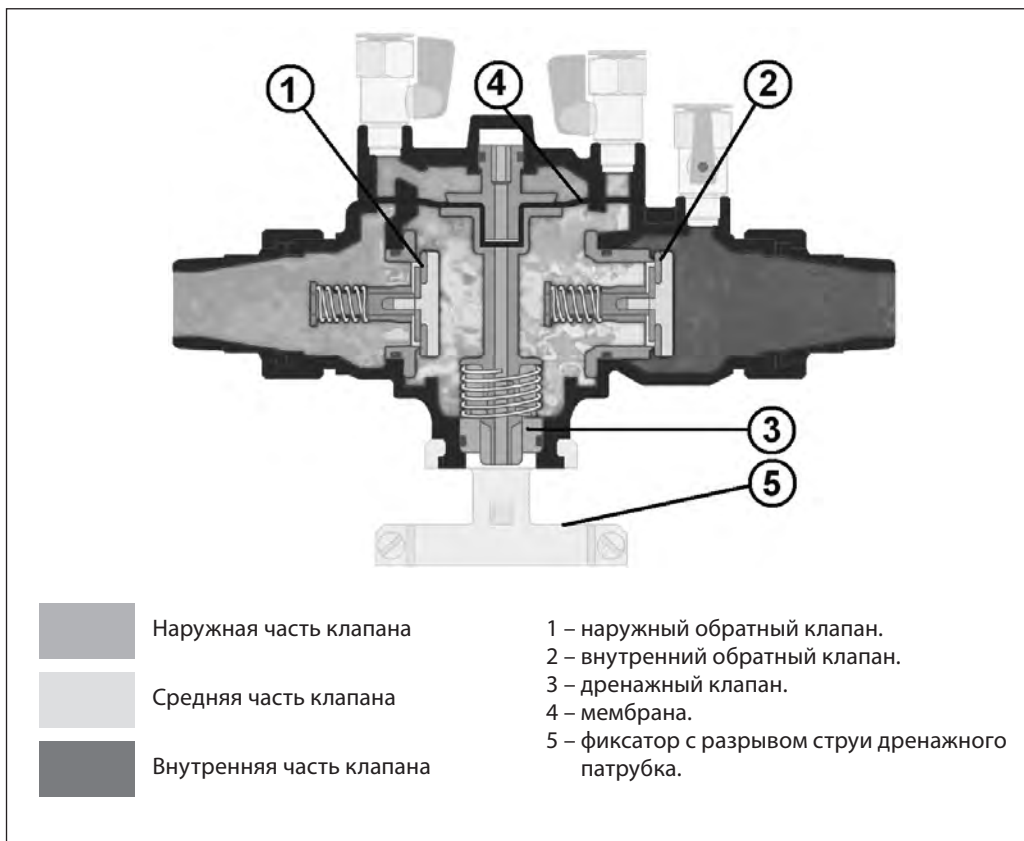 1
4
2
3
5
Наружная часть клапана
Средняя часть клапана
Внутренняя часть клапана
1 – наружный обратный клапан.
2 – внутренний обратный клапан.
3 – дренажный клапан.
4 – мембрана.
5 – фиксатор с разрывом струи дренажного
патрубка.